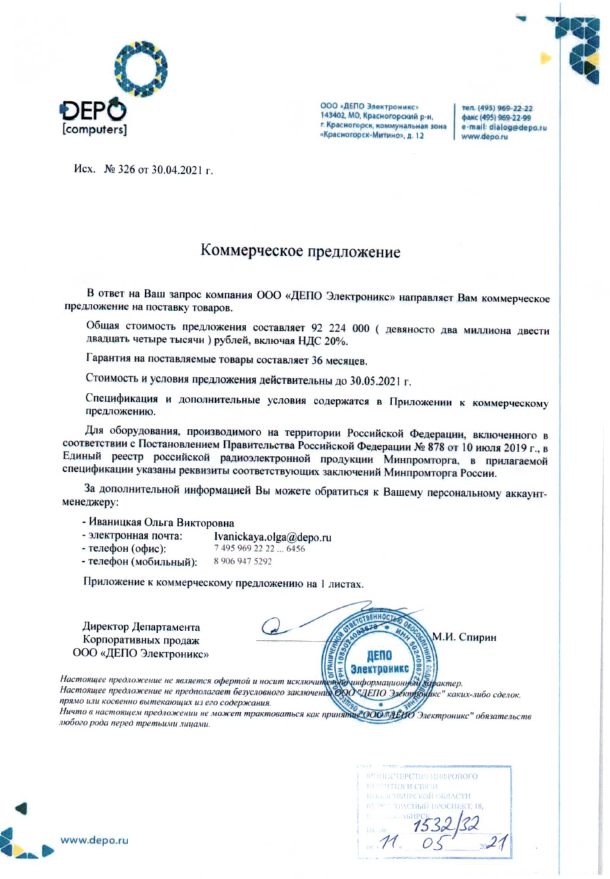 DEPO
[computers]
ООО «ДЕПО Электроникс»
143402, МО, Красногорский р-н,
г. Красногорск, коммунальная зона
«Красногорск-Митино», д. 12
тел. (495) 969-22-22
факс (495) 969-22-99
e-mail: dialog@depo.ru
www.depo.ru
Исх. № 326 от 30.04.2021 г.
Коммерческое предложение
В ответ на Ваш запрос компания ООО «ДЕПО Электроникс» направляет Вам коммерческое
предложение на поставку товаров.
Общая стоимость предложения составляет 92 224 000 ( девяносто два миллиона двести
двадцать четыре тысячи ) рублей, включая НДС 20%.
Гарантия на поставляемые товары составляет 36 месяцев.
Стоимость и условия предложения действительны до 30.05.2021 г.
Спецификация и дополнительные условия содержатся в Приложении к коммерческому
предложению.
Для оборудования, производимого на территории Российской Федерации, включенного в
соответствии с Постановлением Правительства Российской Федерации № 878 от 10 июля 2019 г., в
Единый реестр российской радиоэлектронной продукции Минпромторга, в прилагаемой
спецификации указаны реквизиты соответствующих заключений Минпромторга России.
За дополнительной информацией Вы можете обратиться к Вашему персональному аккаунт-
менеджеру:
- Иваницкая Ольга Викторовна
- электронная почта: Ivanickaya.olga@depo.ru
- телефон (офис): 7 495 969 22 22 ... 6456
- телефон (мобильный): 8 906 947 5292
Приложение к коммерческому предложению на 1 листах.
Директор Департамента
Корпоративных продаж
ООО «ДЕПО Электроникс»
М.И. Спирин
ДЕПО
Электроникс
Настоящее предложение не является офертой и носит исключительно информационный характер.
Настоящее предложение не предполагает безусловного заключения ООО "ДЕПО Электроникс" каких-либо сделок,
прямо или косвенно вытекающих из его содержания.
Ничто в настоящем предложении не может трактоваться как принятие ООО "ДЕПО Электроникс" обязательств
любого рода перед третьими лицами.
МИНИСТЕРСТВО ЦИФРОВОГО
РАЗВИТИЯ И СВЯЗИ
НОВОСИБИРСКОЙ ОБЛАСТИ
КРАСНЫЙ ПРОСПЕКТ, 18,
1532/32
11. 05 2021
www.depo.ru